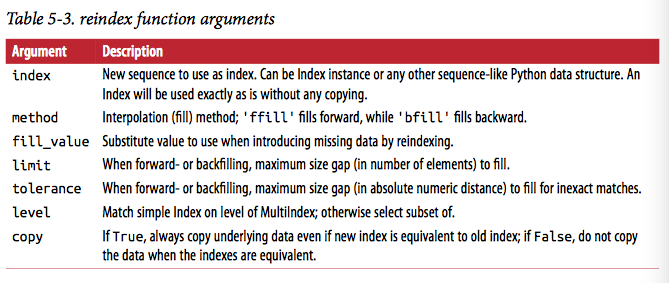 Table 5-3. reindex function arguments
Argument Description
index New sequence to use as index. Can be Index instance or any other sequence-like Python data structure. An
Index will be used exactly as is without any copying.
method Interpolation (fill) method; 'ffill' fills forward, while 'bfill' fills backward.
fill_value Substitute value to use when introducing missing data by reindexing.
limit When forward- or backfilling, maximum size gap (in number of elements) to fill.
tolerance When forward- or backfilling, maximum size gap (in absolute numeric distance) to fill for inexact matches.
level Match simple Index on level of MultiIndex; otherwise select subset of.
copy If True, always copy underlying data even if new index is equivalent to old index; if False, do not copy
the data when the indexes are equivalent.